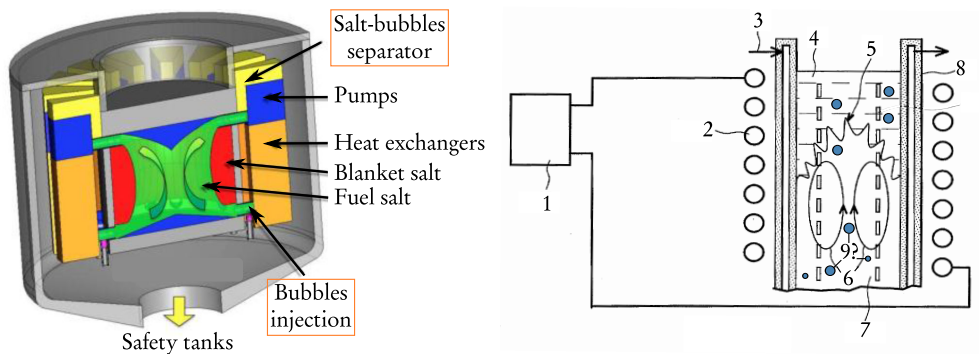 Salt-bubbles
separator
Pumps
Heat exchangers
Blanket salt
Fuel salt
Bubbles
injection
Safety tanks
1
2
3
4
5
8
9?
6
7